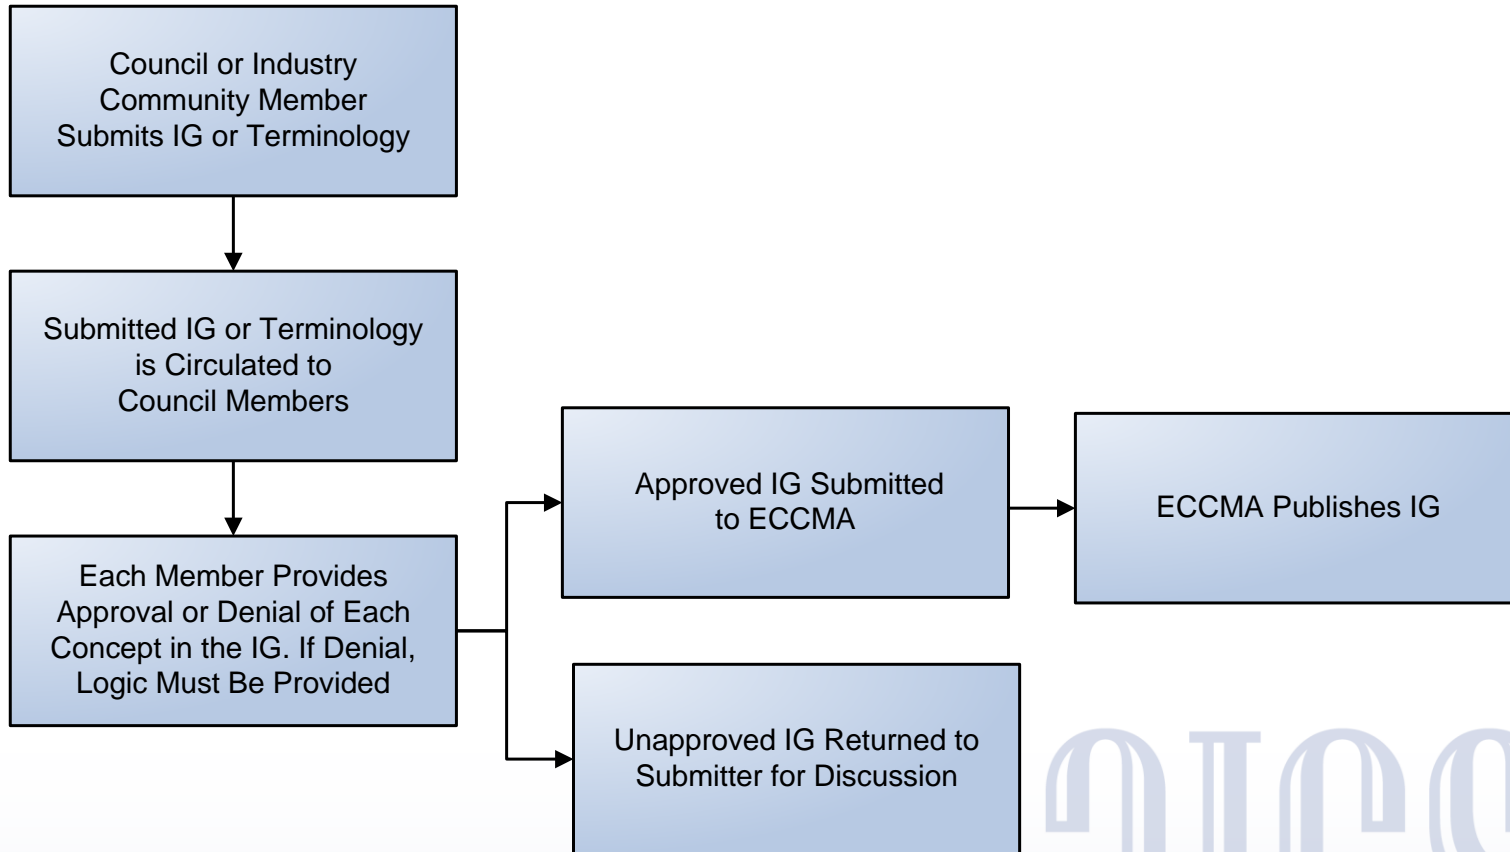 Council or Industry
Community Member
Submits IG or Terminology
Submitted IG or Terminology
is Circulated to
Council Members
Each Member Provides
Approval or Denial of Each
Concept in the IG. If Denial,
Logic Must Be Provided
Approved IG Submitted
to ECCMA
ECCMA Publishes IG
Unapproved IG Returned to
Submitter for Discussion